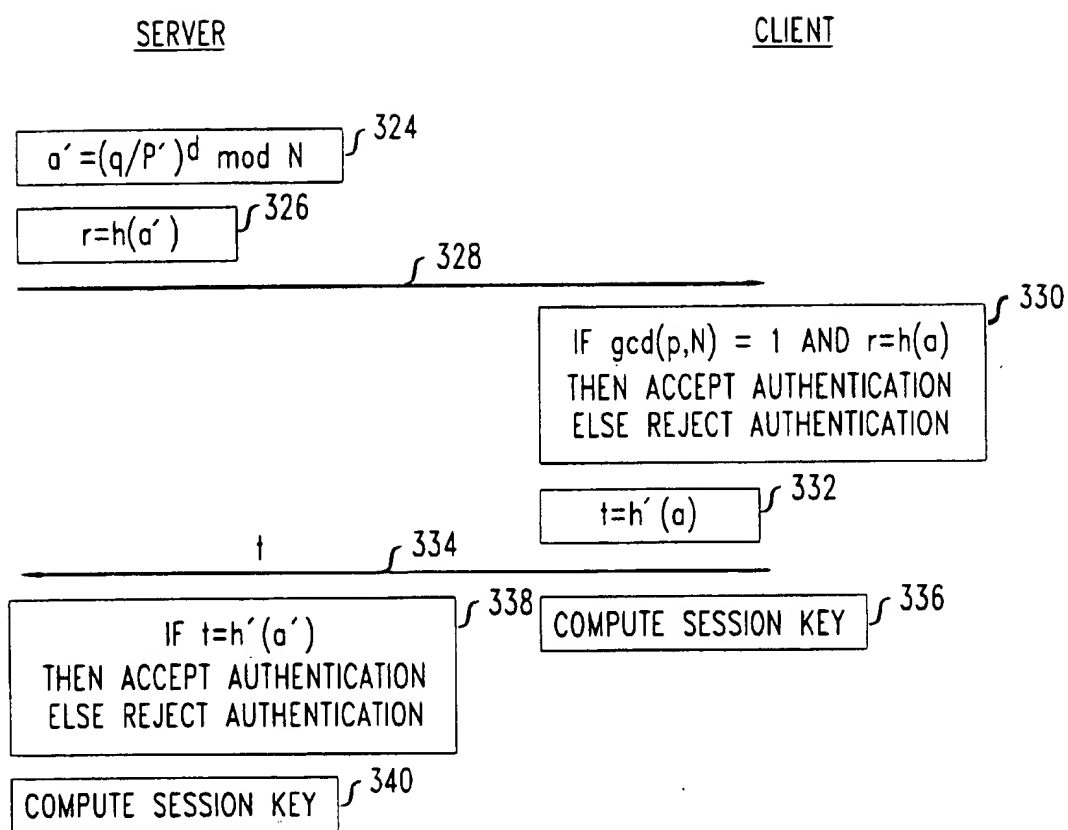 SERVER
CLIENT
a′=(q/P′)^d mod N
324
r=h(a′)
326
328
330
IF gcd(p,N) = 1 AND r=h(a)
THEN ACCEPT AUTHENTICATION
ELSE REJECT AUTHENTICATION
t=h′(a)
332
t
334
IF t=h′(a′)
THEN ACCEPT AUTHENTICATION
ELSE REJECT AUTHENTICATION
338
COMPUTE SESSION KEY
336
COMPUTE SESSION KEY
340